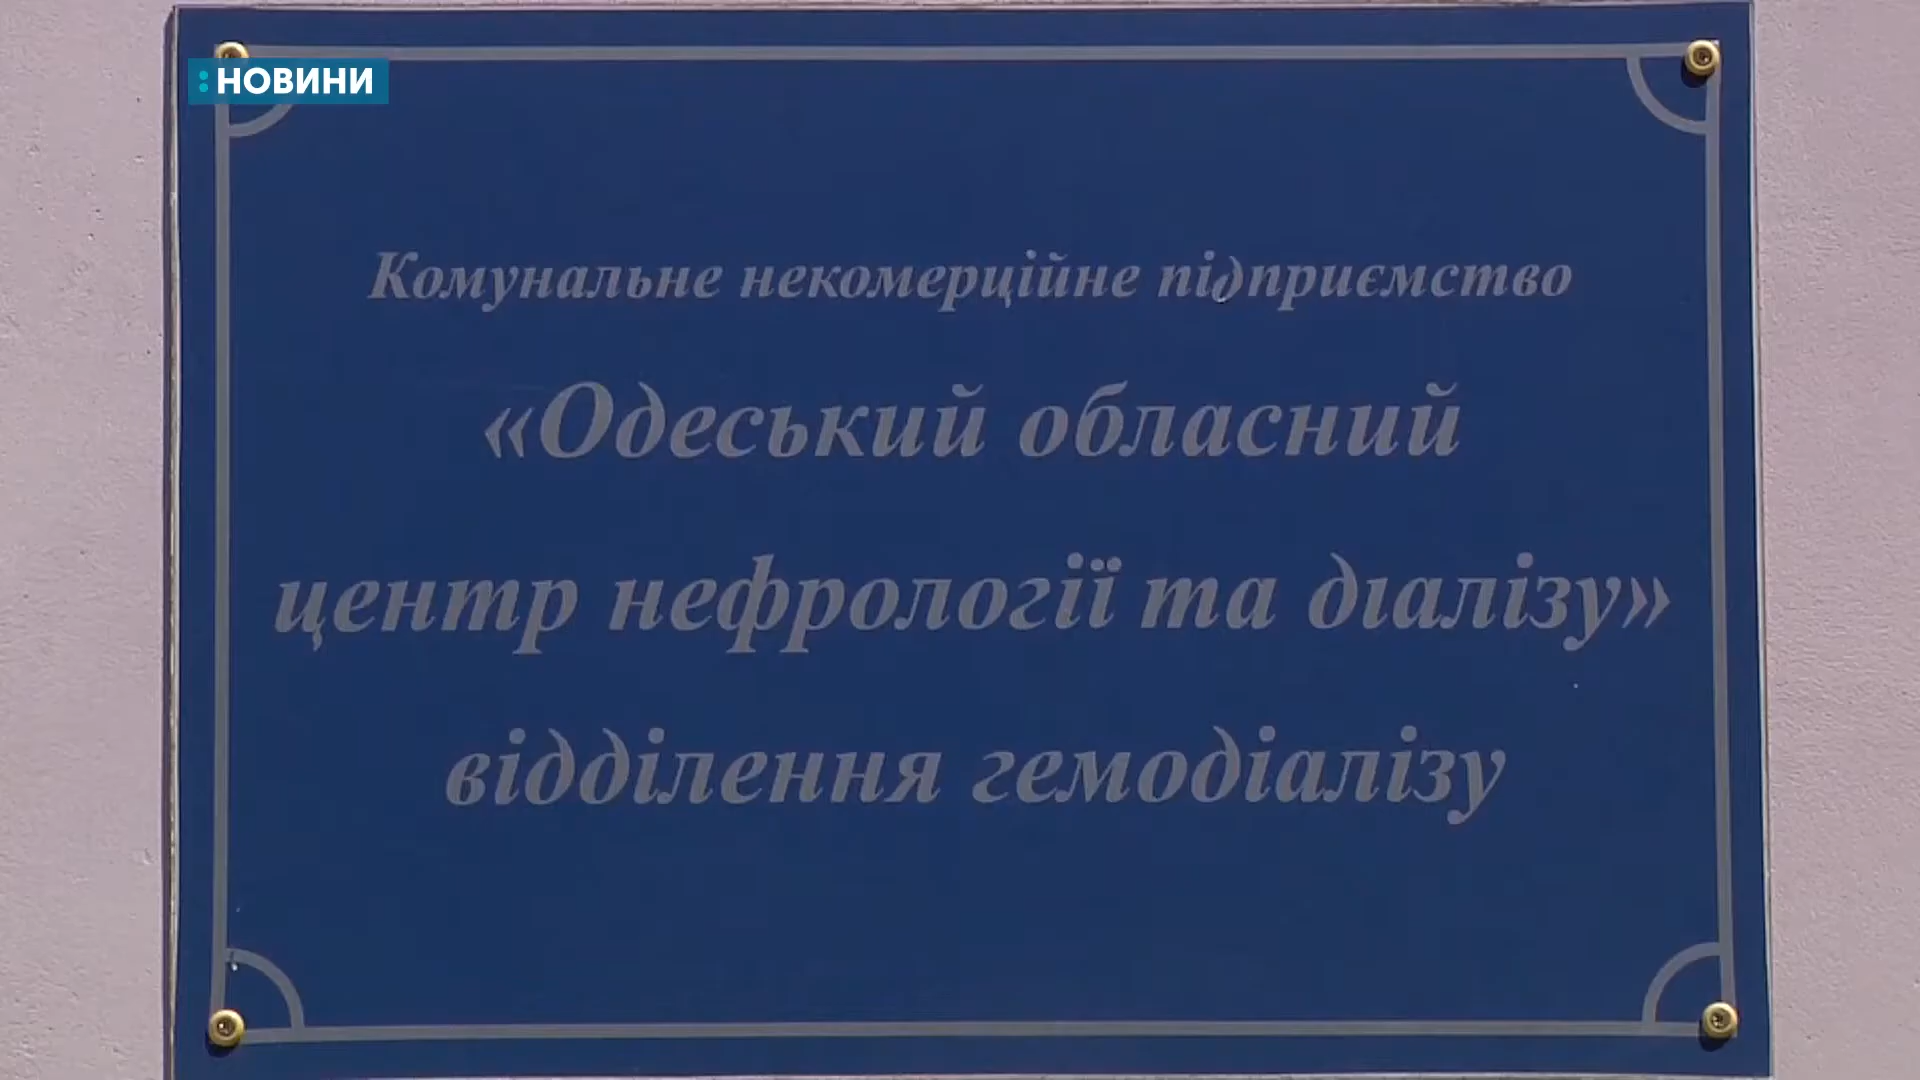 :НОВИНИ
Комунальне некомерційне підприємство
«Одеський обласний
центр нефрології та діалізу»
відділення гемодіалізу